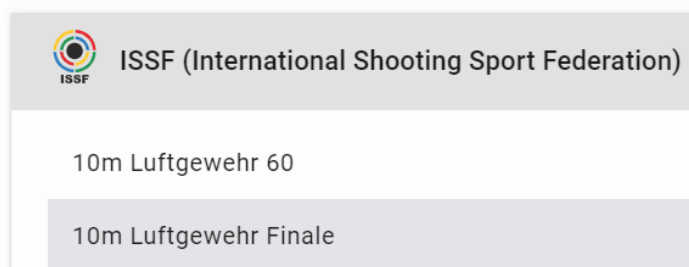 ISSF
ISSF (International Shooting Sport Federation)
10m Luftgewehr 60
10m Luftgewehr Finale